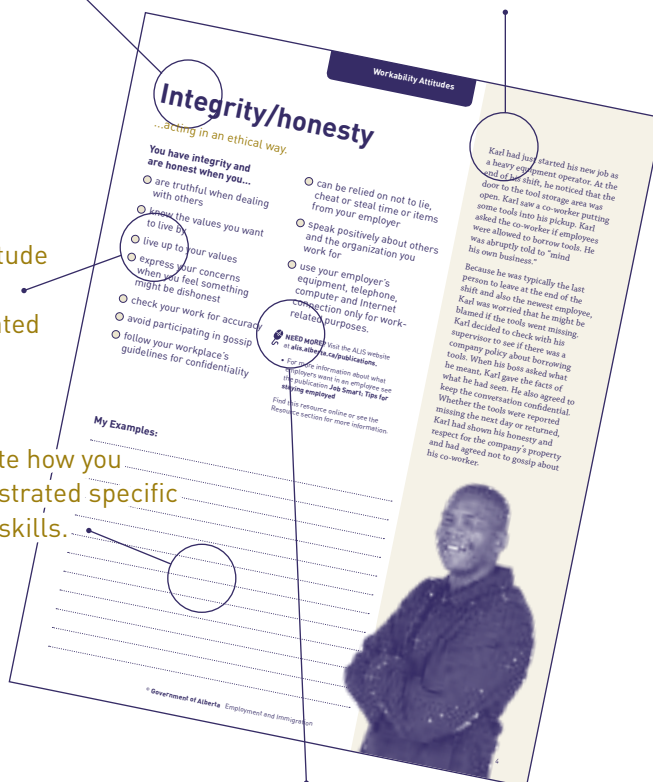 Workability Attitudes
Integrity/honesty
...acting in an ethical way.
You have integrity and
are honest when you...
are truthful when dealing
with others
know the values you want
to live by
live up to your values
express your concerns
when you feel something
might be dishonest
check your work for accuracy
avoid participating in gossip
follow your workplace's
guidelines for confidentiality
can be relied on not to lie,
cheat or steal time or items
from your employer
speak positively about others
and the organization you
work for
use your employer's
equipment, telephone,
computer and Internet
connection only for work-
related purposes.
NEED MORE? Visit the ALIS website
at alis.alberta.ca/publications.
• For more information about what
employers want in an employee see
the publication Job Smart: Tips for
staying employed
Find this resource online or see the
Resource section for more information.
My Examples:
Karl had just started his new job as
a heavy equipment operator. At the
end of his shift, he noticed that the
door to the tool storage area was
open. Karl saw a co-worker putting
some tools into his pickup. Karl
asked the co-worker if employees
were allowed to borrow tools. He
was abruptly told to "mind
his own business."
Because he was typically the last
person to leave at the end of the
shift and also the newest employee,
Karl was worried that he might be
blamed if the tools went missing.
Karl decided to check with his
supervisor to see if there was a
company policy about borrowing
tools. When his boss asked what
he meant, Karl gave the facts of
what he had seen. He also agreed to
keep the conversation confidential.
Whether the tools were reported
missing the next day or returned,
Karl had shown his honesty and
respect for the company's property
and had agreed not to gossip about
his co-worker.
© Government of Alberta Employment and Immigration
4
tude
ted
te how you
strated specific
skills.